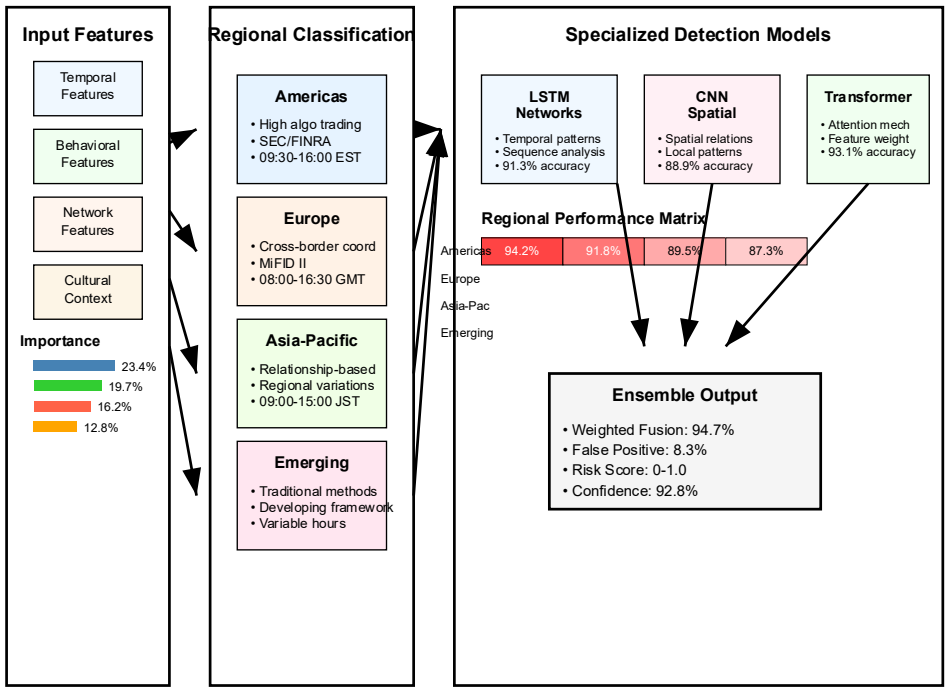 Input Features
Temporal
Features
Behavioral
Features
Network
Features
Cultural
Context
Importance
23.4%
19.7%
16.2%
12.8%
Regional Classification
Americas
• High algo trading
• SEC/FINRA
• 09:30-16:00 EST
Europe
• Cross-border coord
• MiFID II
• 08:00-16:30 GMT
Asia-Pacific
• Relationship-based
• Regional variations
• 09:00-15:00 JST
Emerging
• Traditional methods
• Developing framework
• Variable hours
Specialized Detection Models
LSTM
Networks
• Temporal patterns
• Sequence analysis
• 91.3% accuracy
CNN
Spatial
• Spatial relations
• Local patterns
• 88.9% accuracy
Transformer
• Attention mech
• Feature weight
• 93.1% accuracy
Regional Performance Matrix
Americas 94.2% 91.8% 89.5% 87.3%
Europe
Asia-Pac
Emerging
Ensemble Output
• Weighted Fusion: 94.7%
• False Positive: 8.3%
• Risk Score: 0-1.0
• Confidence: 92.8%